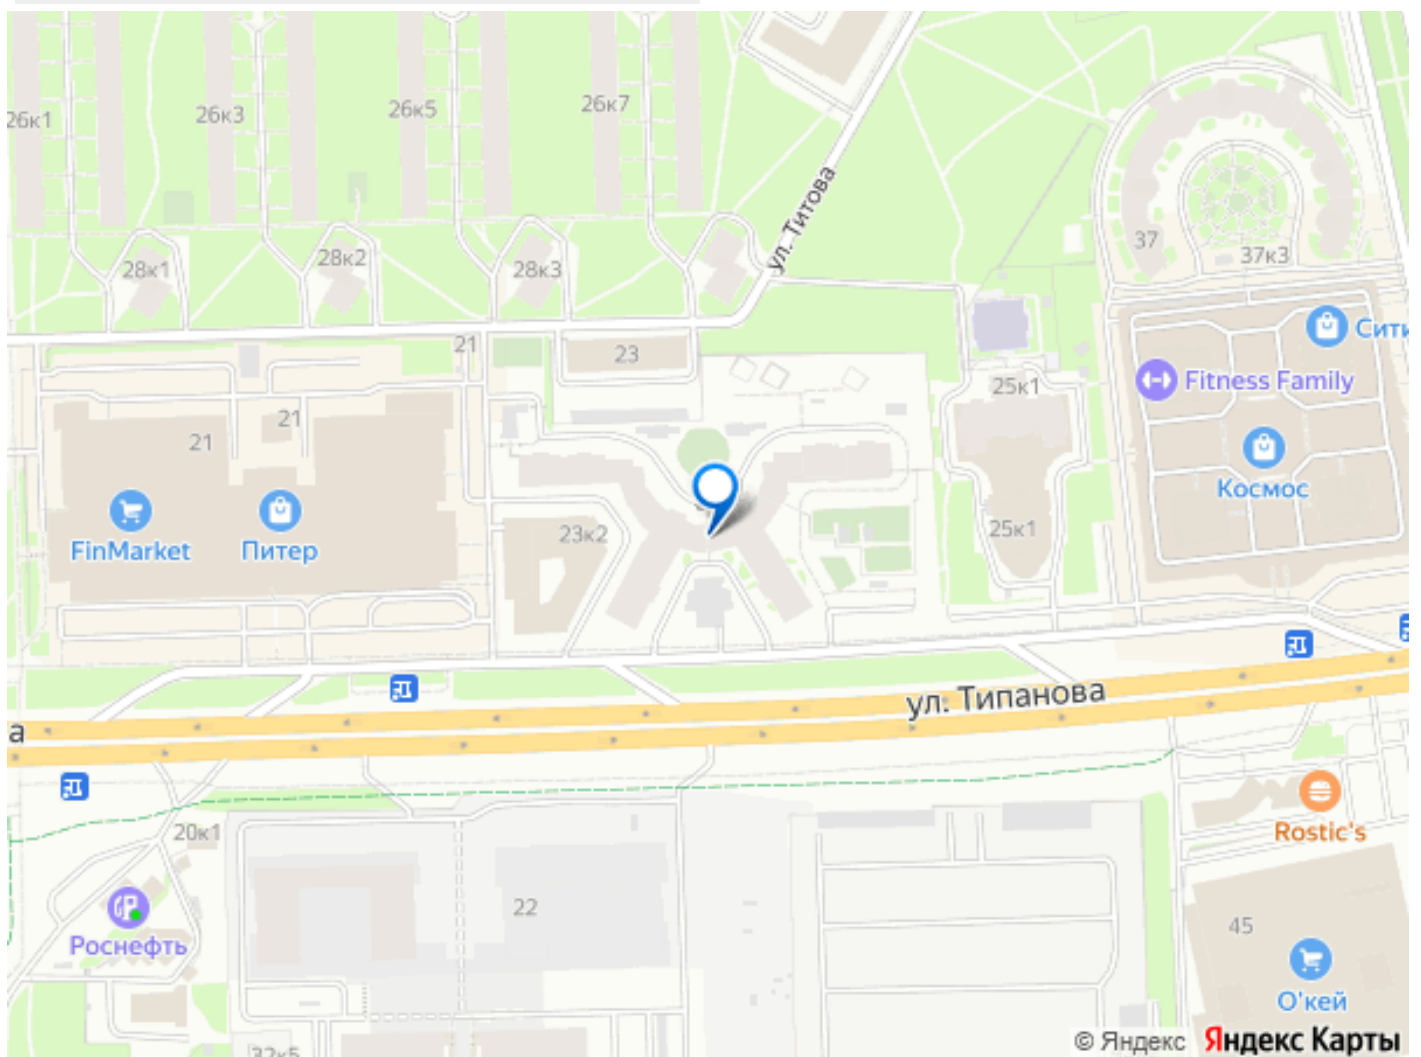 26к1
26к3
26к5
26к7
ул. Титова
28к1
28к2
28к3
37
37к3
Сити
21
23
25к1
Fitness Family
21
21
Космос
FinMarket
Питер
23к2
25к1
ул. Типанова
а
Rostic's
20к1
22
45
Роснефть
О'кей
32к5
© Яндекс Яндекс Карты